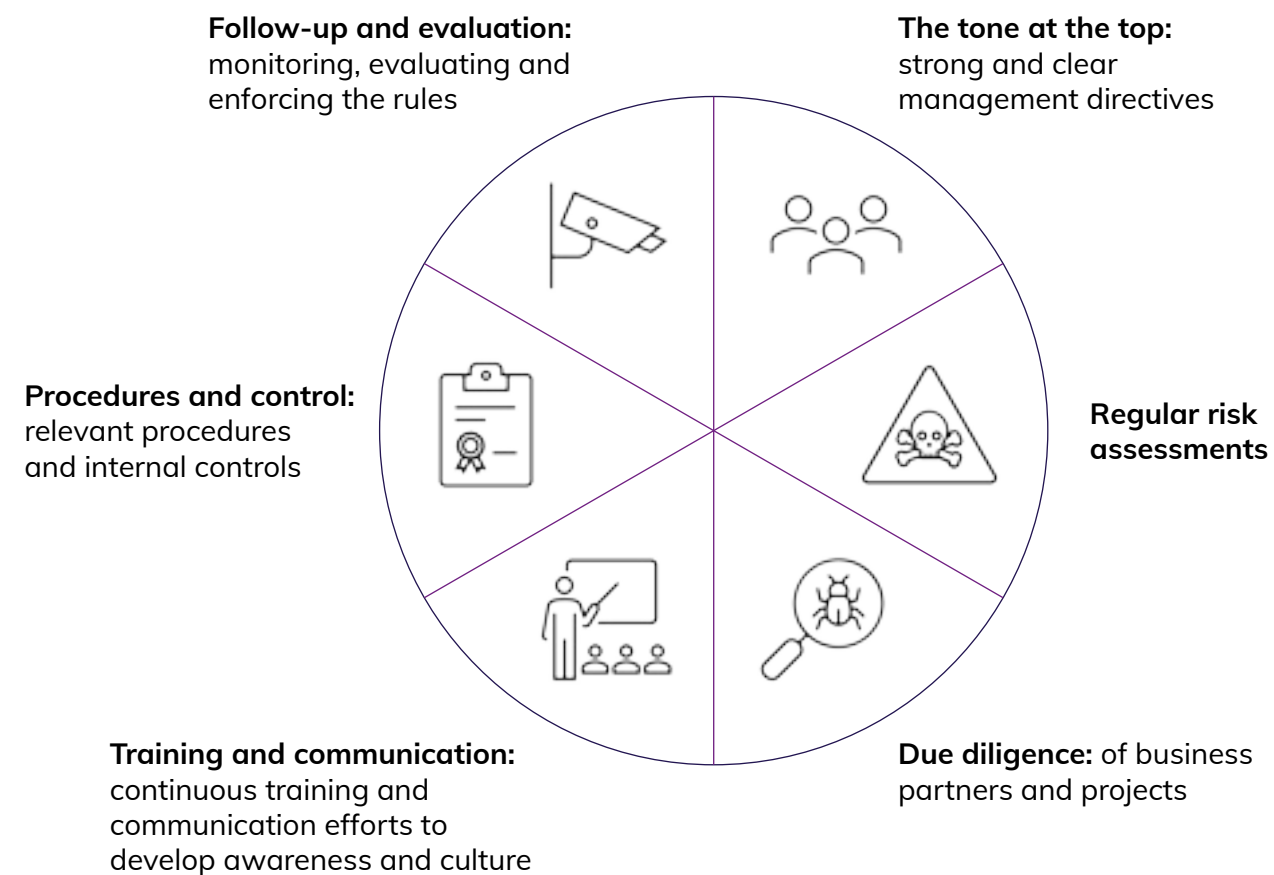 Follow-up and evaluation:
monitoring, evaluating and
enforcing the rules
The tone at the top:
strong and clear
management directives
Regular risk
assessments
Due diligence: of business
partners and projects
Training and communication:
continuous training and
communication efforts to
develop awareness and culture
Procedures and control:
relevant procedures
and internal controls